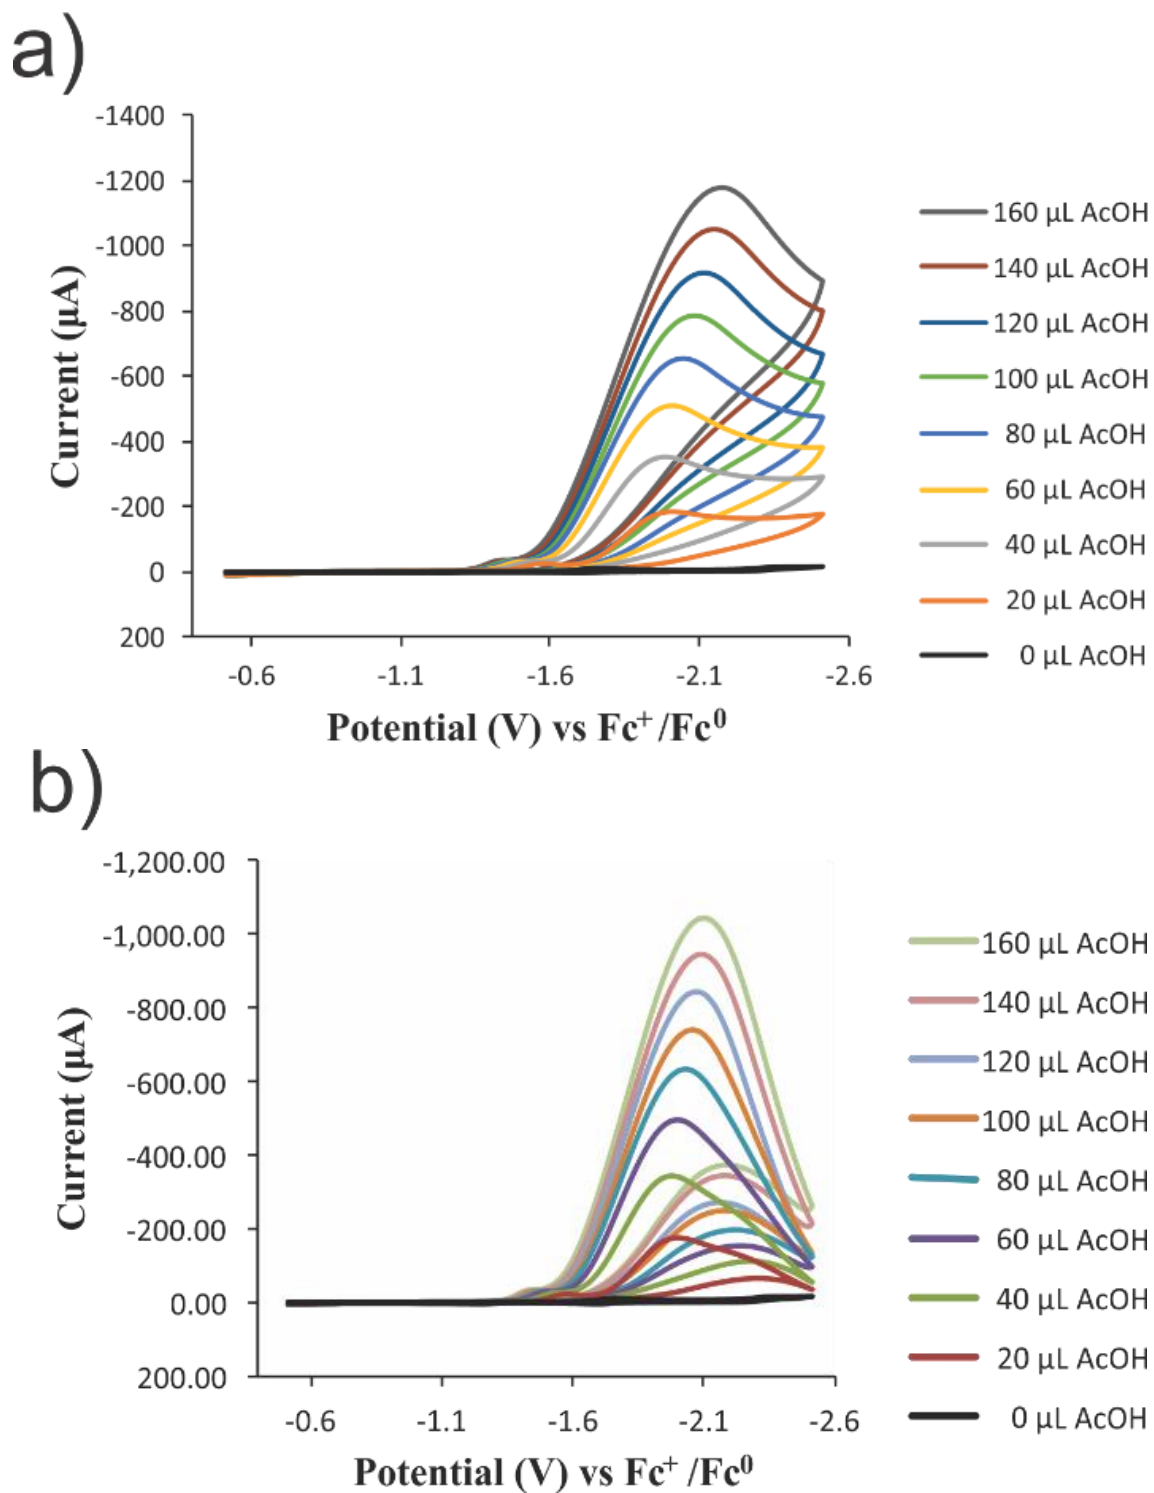 a)
-1400
-1200
-1000
-800
-600
-400
-200
0
200
Current (μA)
-0.6 -1.1 -1.6 -2.1 -2.6
Potential (V) vs Fc⁺ /Fc⁰
160 μL AcOH
140 μL AcOH
120 μL AcOH
100 μL AcOH
80 μL AcOH
60 μL AcOH
40 μL AcOH
20 μL AcOH
0 μL AcOH
b)
-1,200.00
-1,000.00
-800.00
-600.00
-400.00
-200.00
0.00
200.00
Current (μA)
-0.6 -1.1 -1.6 -2.1 -2.6
Potential (V) vs Fc⁺ /Fc⁰
160 μL AcOH
140 μL AcOH
120 μL AcOH
100 μL AcOH
80 μL AcOH
60 μL AcOH
40 μL AcOH
20 μL AcOH
0 μL AcOH